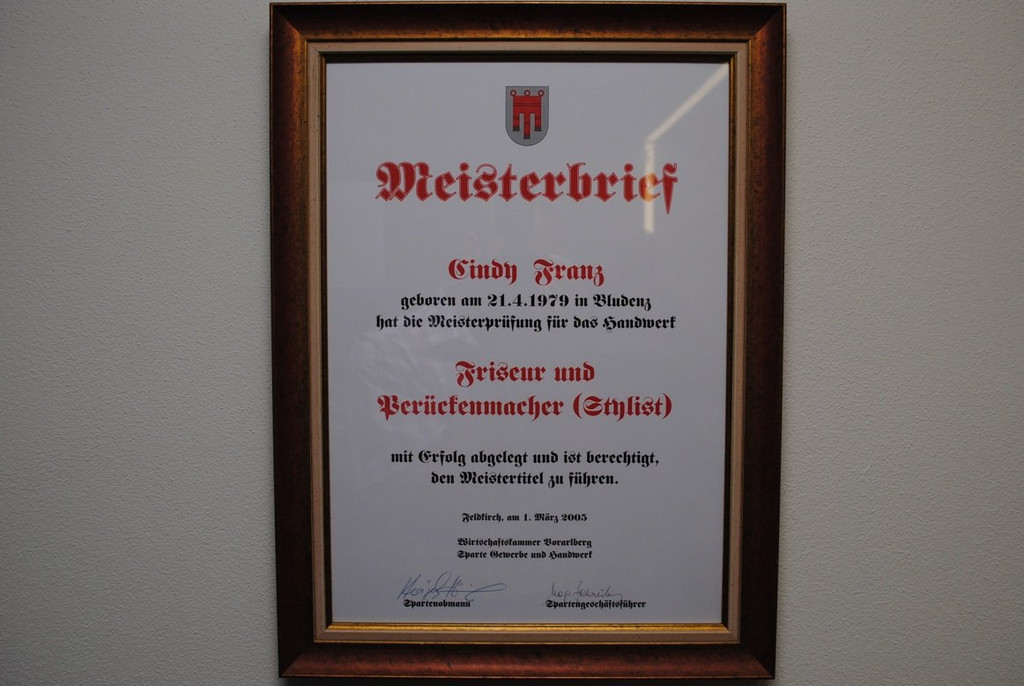 Meisterbrief
Cindy Franz
geboren am 21.4.1979 in Bludenz
hat die Meisterprüfung für das Handwerk
Friseur und
Perückenmacher (Stylist)
mit Erfolg abgelegt und ist berechtigt,
den Meistertitel zu führen.
Feldkirch, am 1. März 2005
Wirtschaftskammer Vorarlberg
Sparte Gewerbe und Handwerk
Spartenobmann
Spartengeschäftsführer